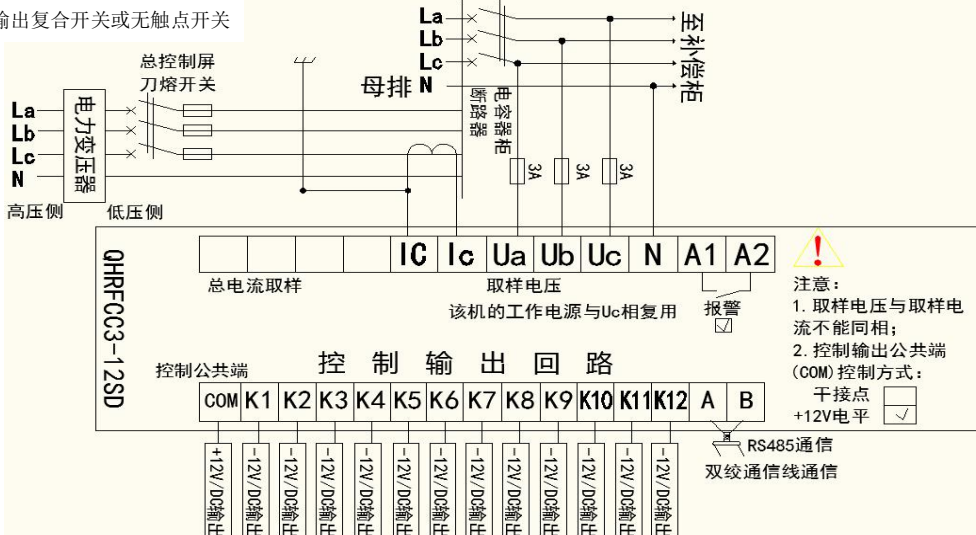 输出复合开关或无触点开关
La
Lb
Lc
母排 N
至补偿柜
总控制屏
刀熔开关
电容器柜
断路器
La
Lb
Lc
N
电力变压器
高压侧
低压侧
3A
3A
3A
QHRFCC3-12SD
IC Ic Ua Ub Uc N A1 A2
总电流取样
取样电压
该机的工作电源与Uc相复用
报警
☑
!
注意：
1. 取样电压与取样电
流不能同相；
2. 控制输出公共端
(COM)控制方式：
干接点
+12V电平 √
控制公共端
控制输出回路
COM K1 K2 K3 K4 K5 K6 K7 K8 K9 K10 K11 K12 A B
RS485通信
双绞通信线通信
+12V/DC输出
-12V/DC输出
-12V/DC输出
-12V/DC输出
-12V/DC输出
-12V/DC输出
-12V/DC输出
-12V/DC输出
-12V/DC输出
-12V/DC输出
-12V/DC输出
-12V/DC输出
-12V/DC输出